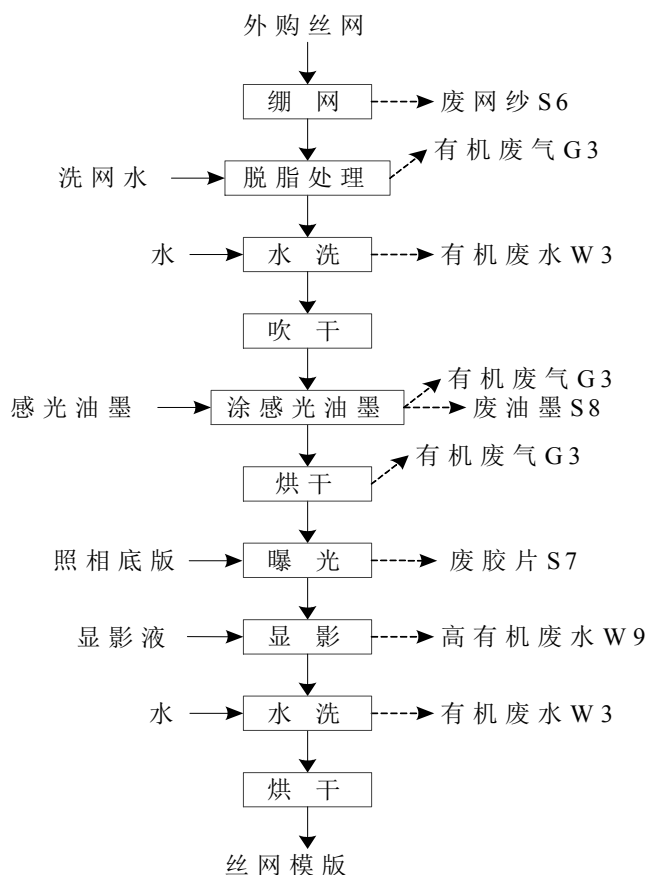 外购丝网
绷网
废网纱S6
有机废气G3
洗网水
脱脂处理
水
水洗
有机废水W3
吹干
有机废气G3
感光油墨
涂感光油墨
废油墨S8
有机废气G3
烘干
照相底版
曝光
废胶片S7
显影液
显影
高有机废水W9
水
水洗
有机废水W3
烘干
丝网模版